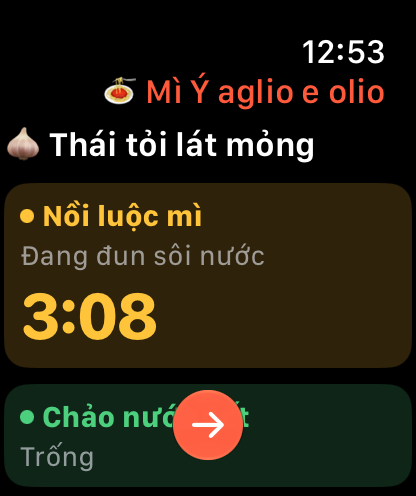 12:53
Mì Ý aglio e olio
Thái tỏi lát mỏng
Nồi luộc mì
Đang đun sôi nước
3:08
Chảo
Trống